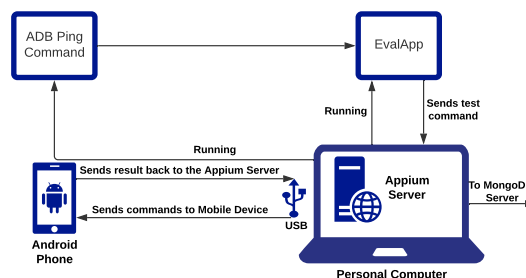 ADB Ping
Command
EvalApp
Running
Sends test
command
Running
Sends result back to the Appium Server
Appium
Server
To MongoD
Server
Sends commands to Mobile Device
USB
Android
Phone
Personal Computer